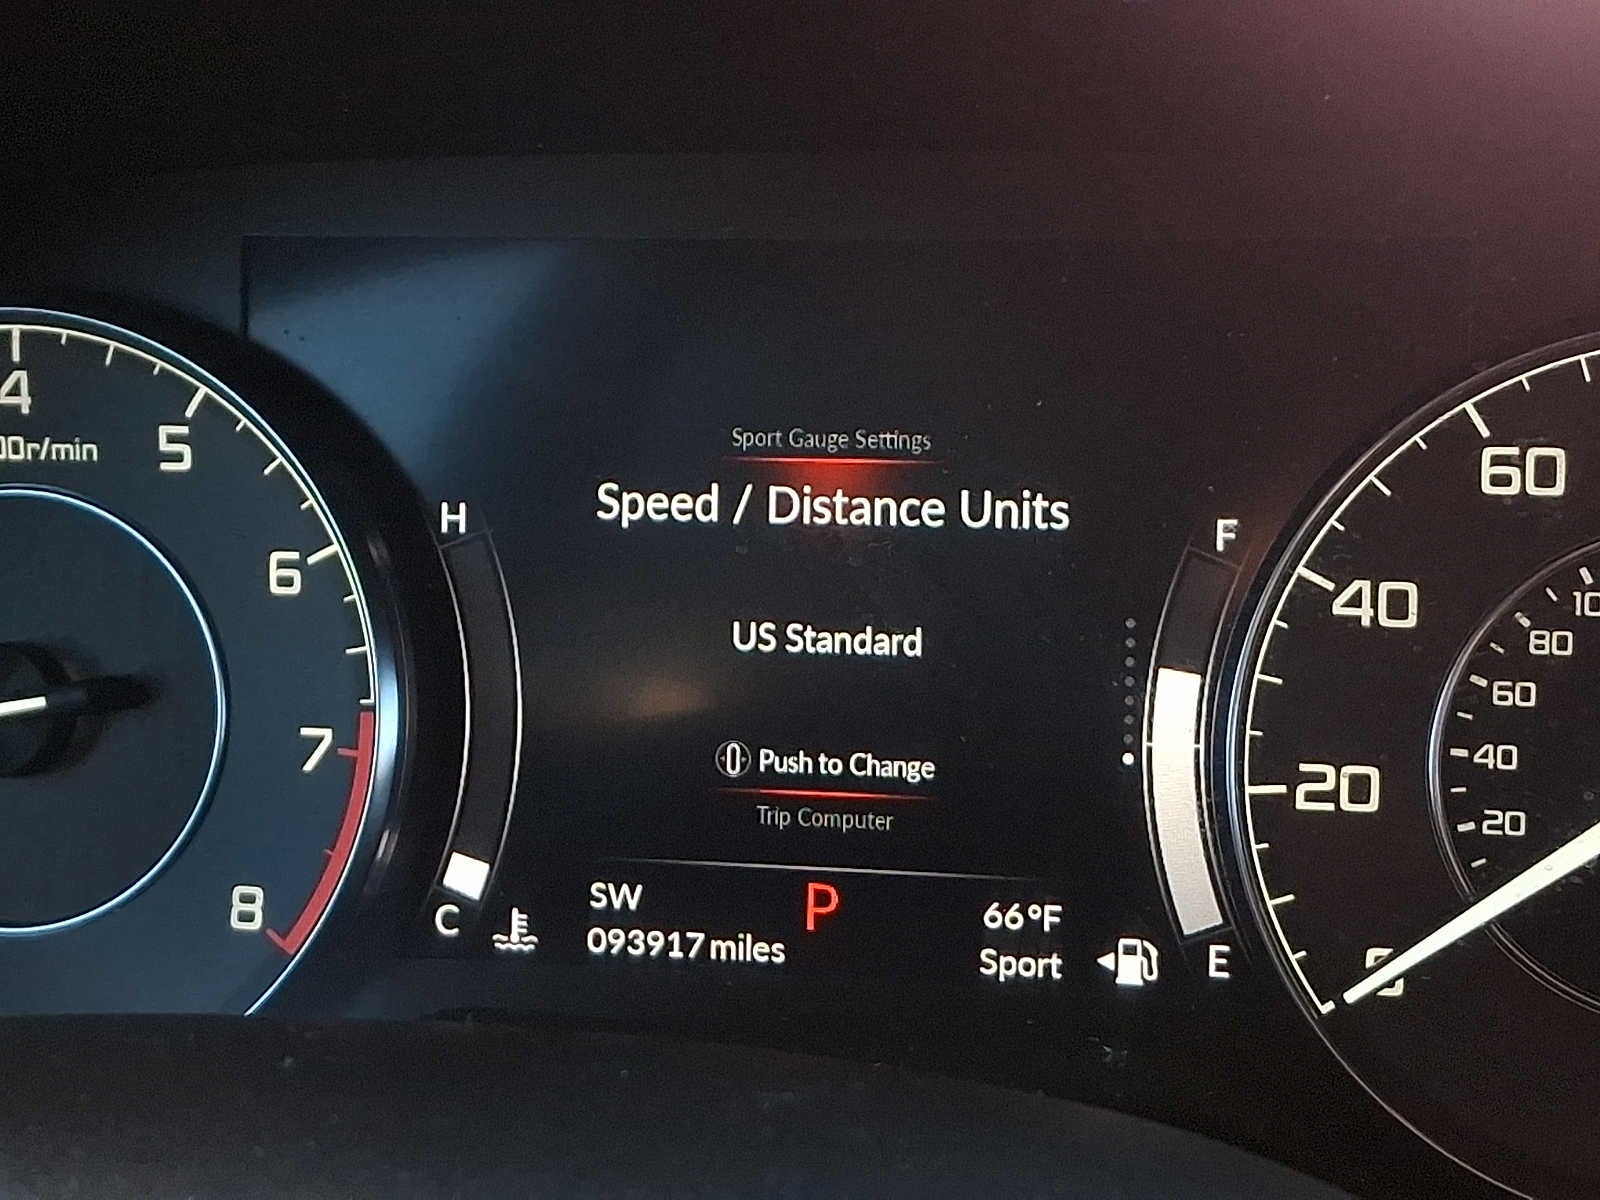 4
00r/min
5
6
7
8
H
C
Sport Gauge Settings
Speed / Distance Units
US Standard
Push to Change
Trip Computer
SW
093917 miles
P
66°F
Sport
F
E
60
40
20
10
80
60
40
20